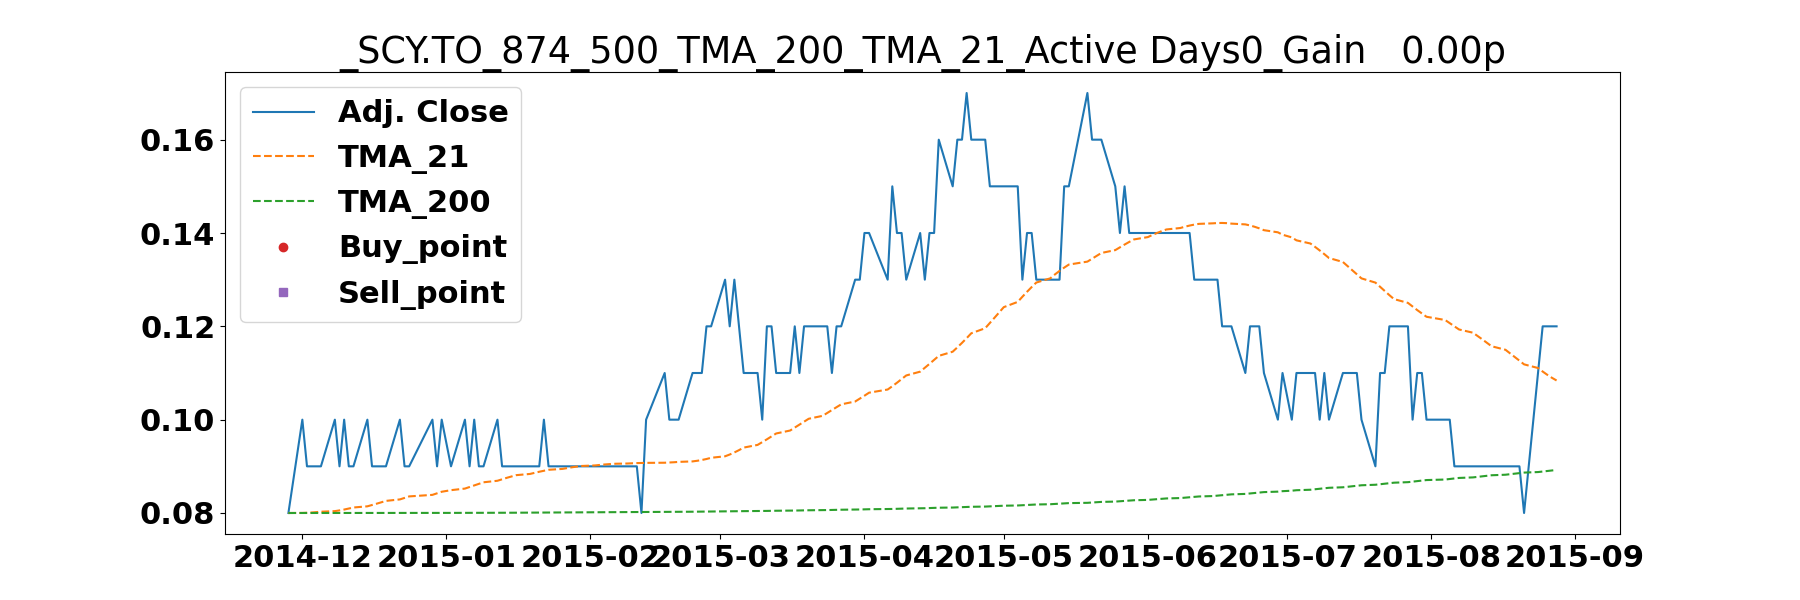 _SCY.TO_874_500_TMA_200_TMA_21_Active Days0_Gain   0.00p
Adj. Close
TMA_21
TMA_200
Buy_point
Sell_point
0.16
0.14
0.12
0.10
0.08
2014-12 2015-01 2015-02 2015-03 2015-04 2015-05 2015-06 2015-07 2015-08 2015-09